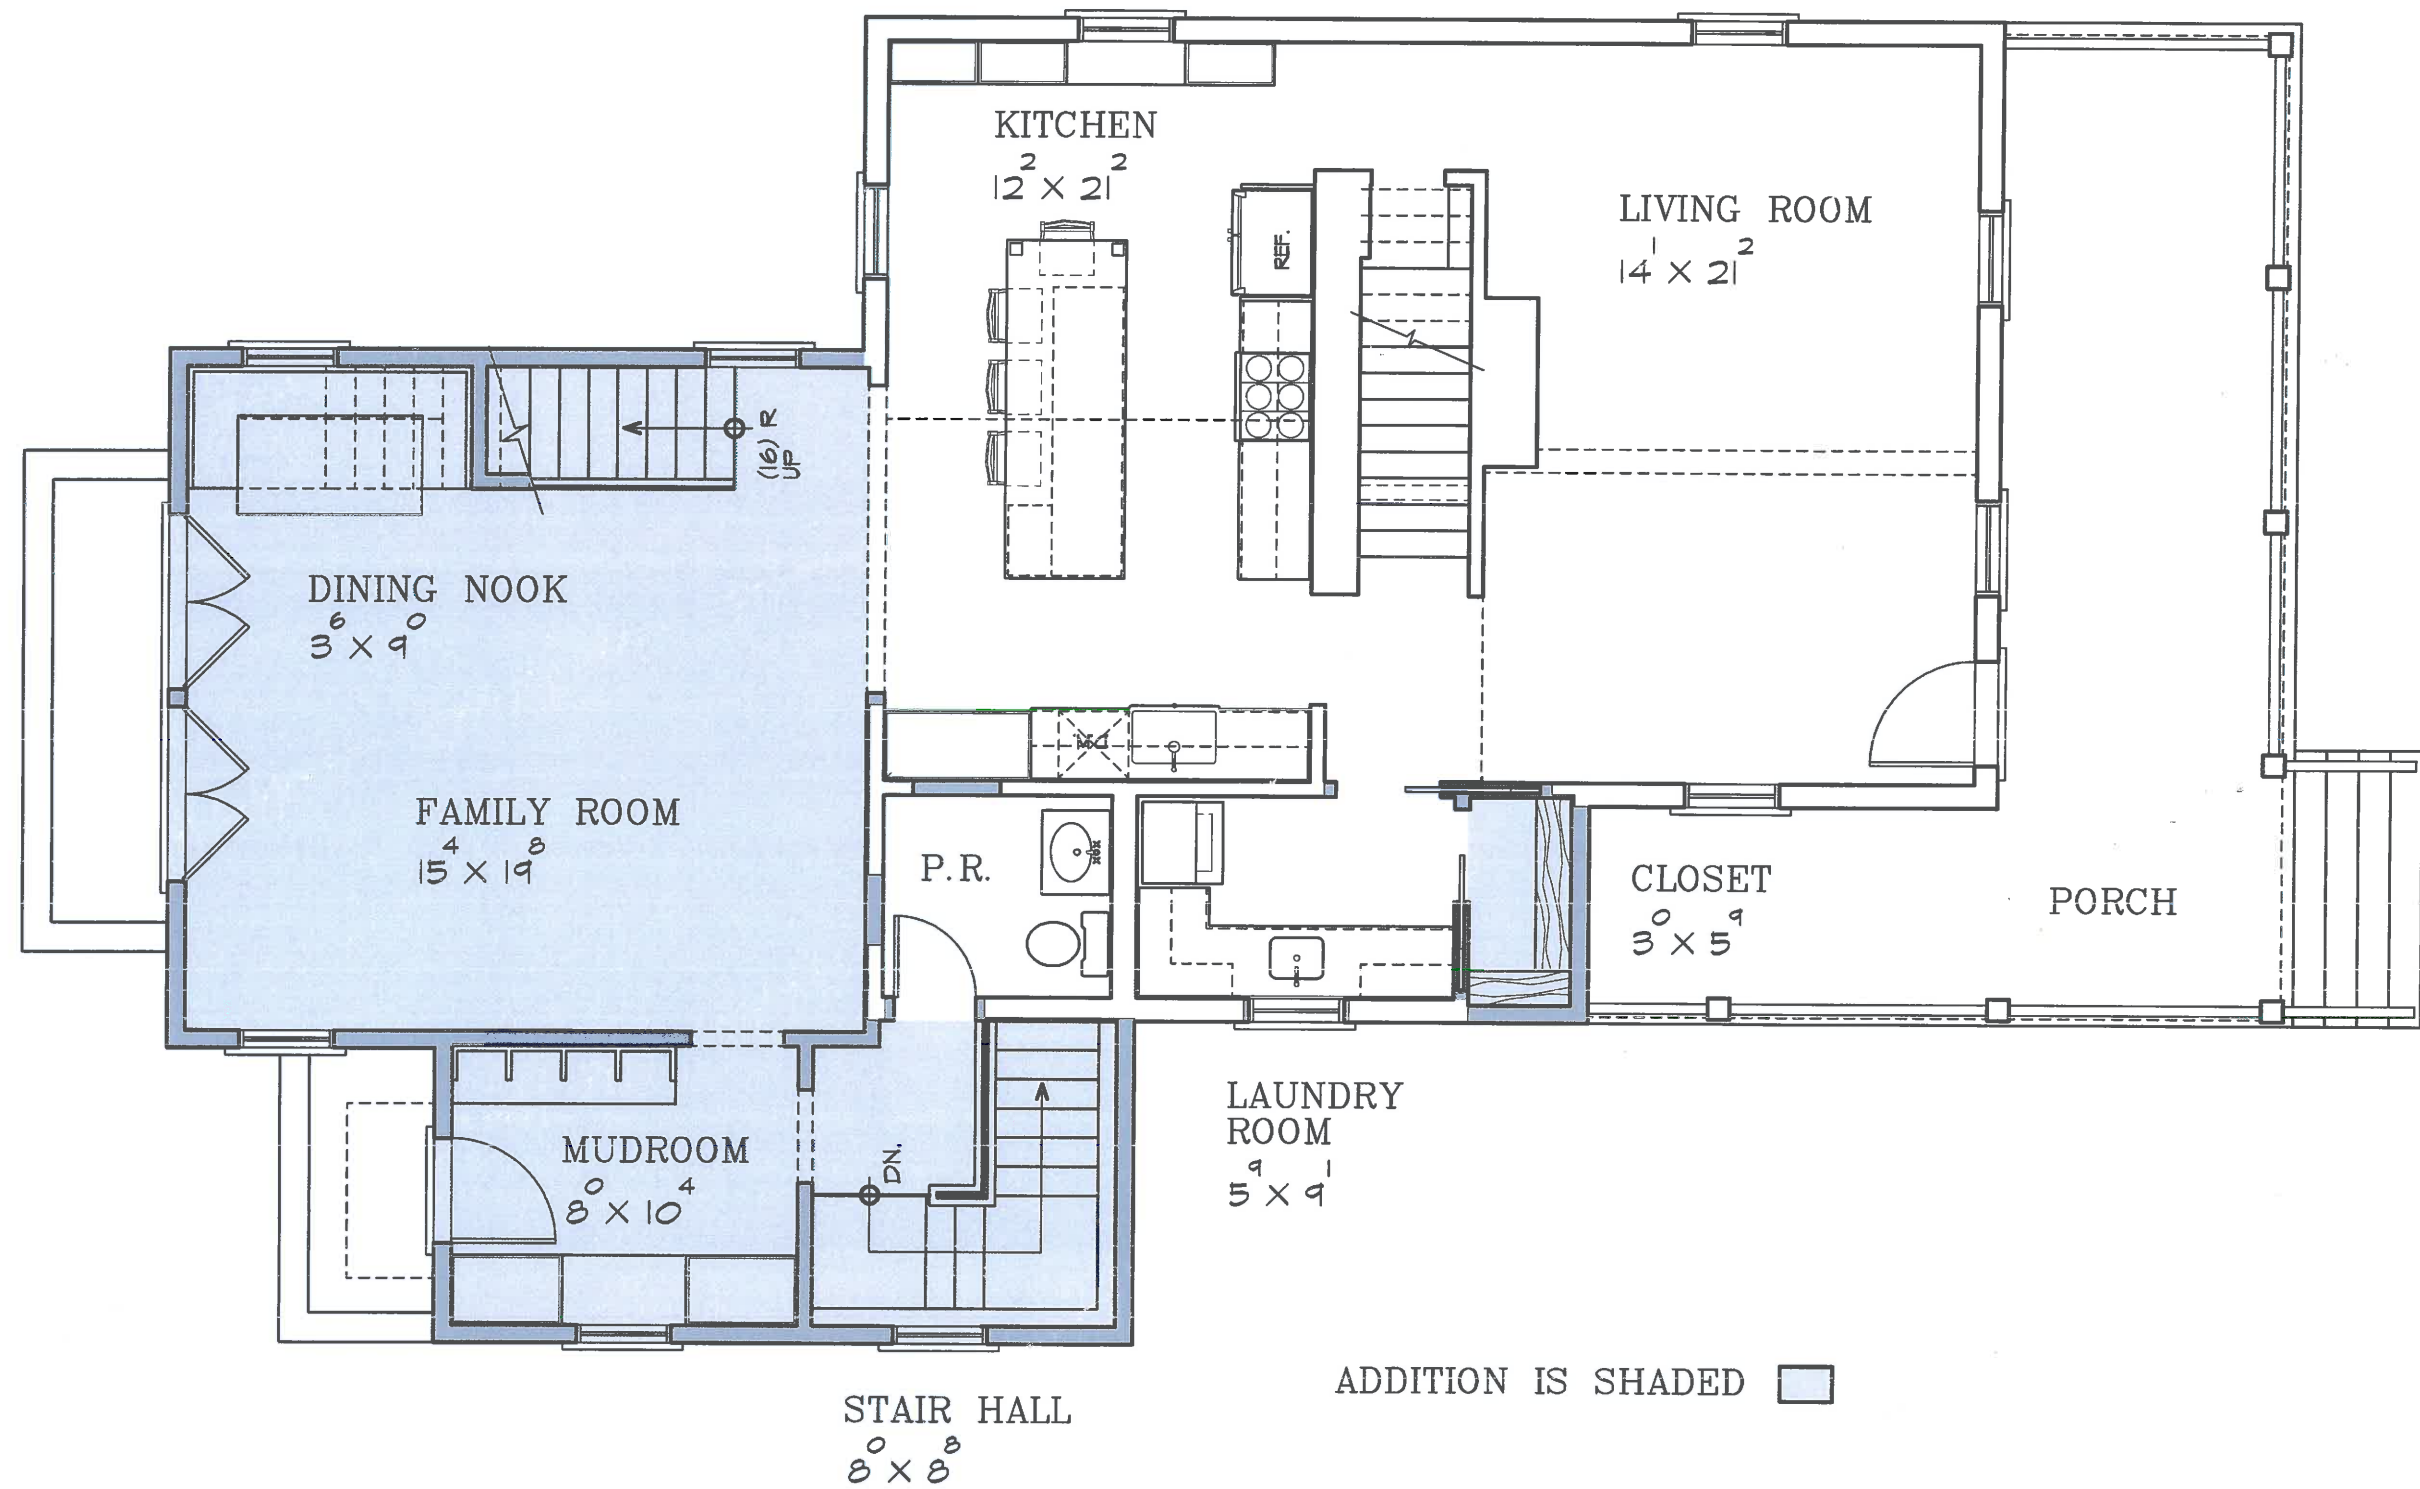 KITCHEN
12² X 21²
REF.
LIVING ROOM
14¹ X 21²
(16) R
UP
DINING NOOK
3⁶ X 9⁰
FAMILY ROOM
15⁴ X 19⁸
P.R.
CLOSET
3⁰ X 5⁹
PORCH
MUDROOM
8⁰ X 10⁴
DN.
LAUNDRY
ROOM
5⁹ X 9¹
STAIR HALL
8⁰ X 8⁸
ADDITION IS SHADED